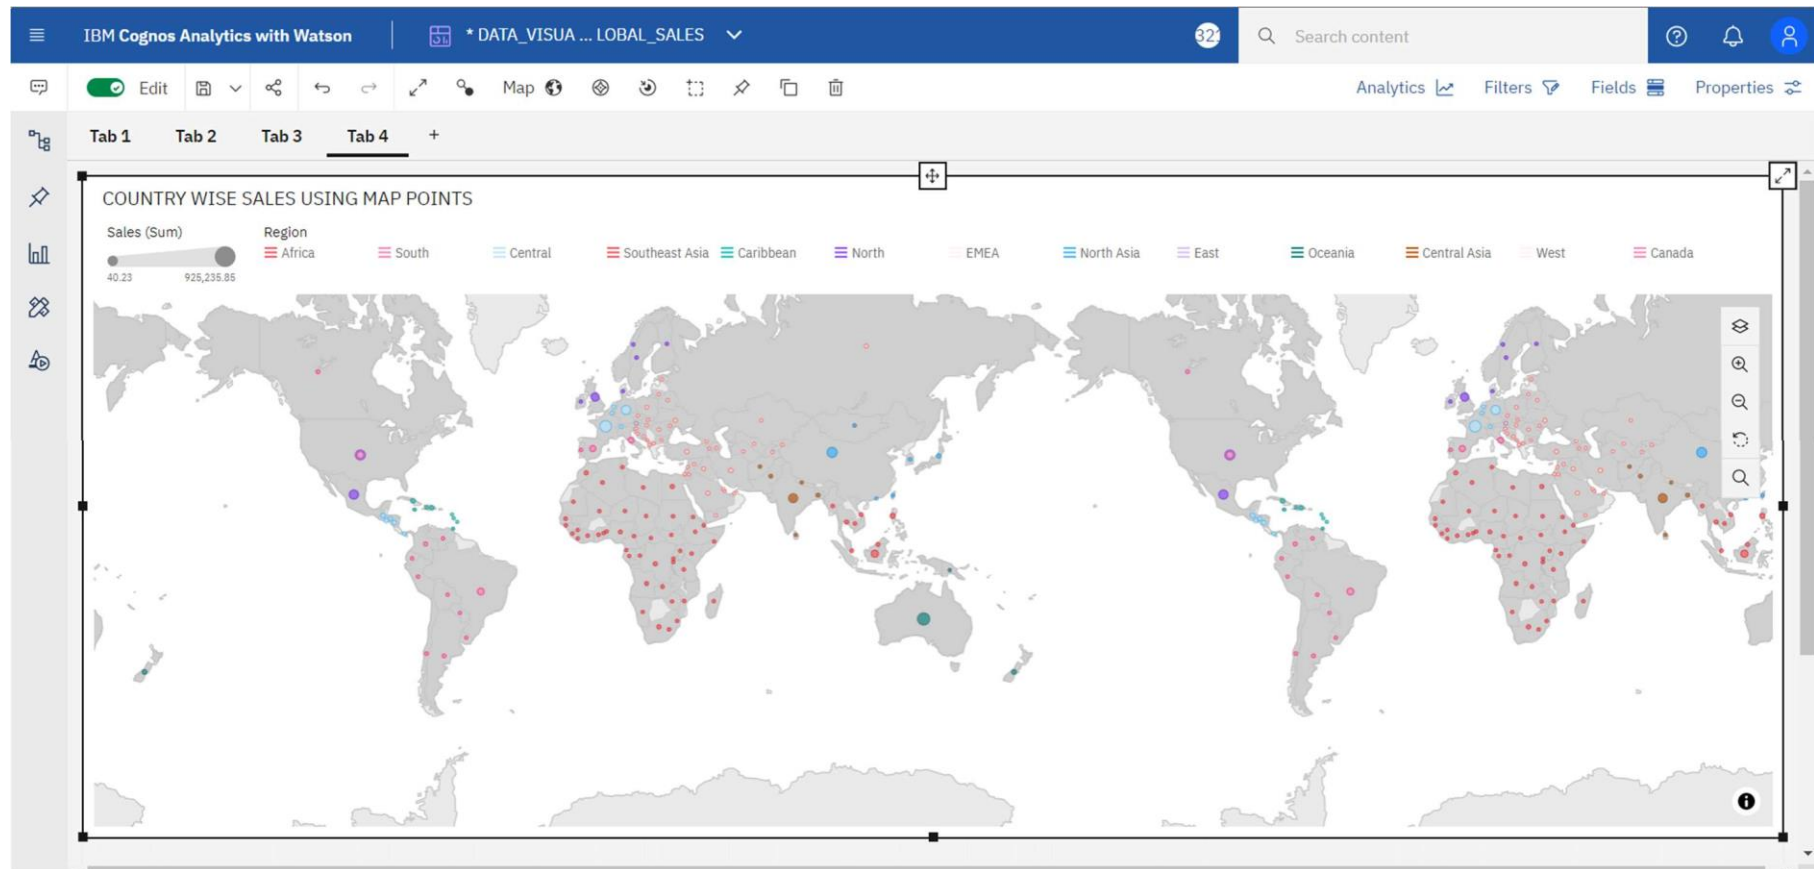 IBM Cognos Analytics with Watson
* DATA_VISUA ... LOBAL_SALES
Search content
Edit
Map
Analytics
Filters
Fields
Properties
Tab 1
Tab 2
Tab 3
Tab 4
+
COUNTRY WISE SALES USING MAP POINTS
Sales (Sum)
40.23
925,235.85
Region
Africa
South
Central
Southeast Asia
Caribbean
North
EMEA
North Asia
East
Oceania
Central Asia
West
Canada